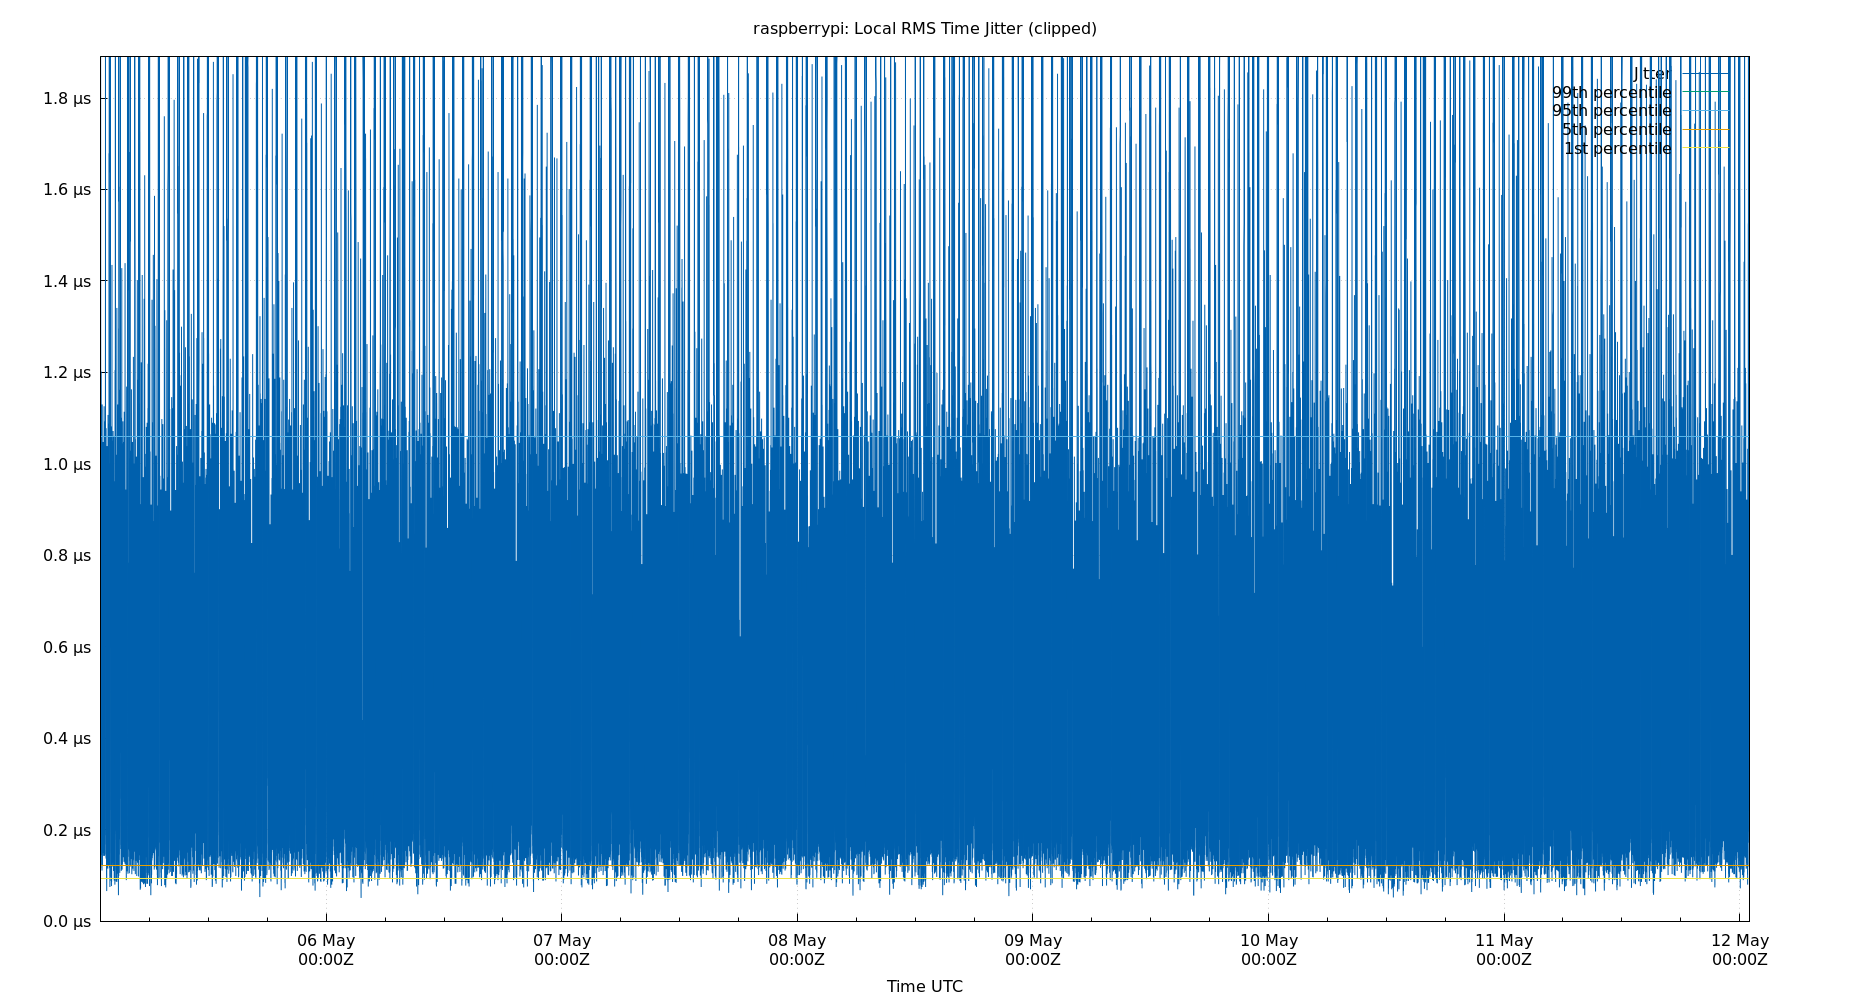 raspberrypi: Local RMS Time Jitter (clipped)
Jitter
99th percentile
95th percentile
5th percentile
1st percentile
1.8 µs
1.6 µs
1.4 µs
1.2 µs
1.0 µs
0.8 µs
0.6 µs
0.4 µs
0.2 µs
0.0 µs
06 May 07 May 08 May 09 May 10 May 11 May 12 May
00:00Z 00:00Z 00:00Z 00:00Z 00:00Z 00:00Z 00:00Z
Time UTC